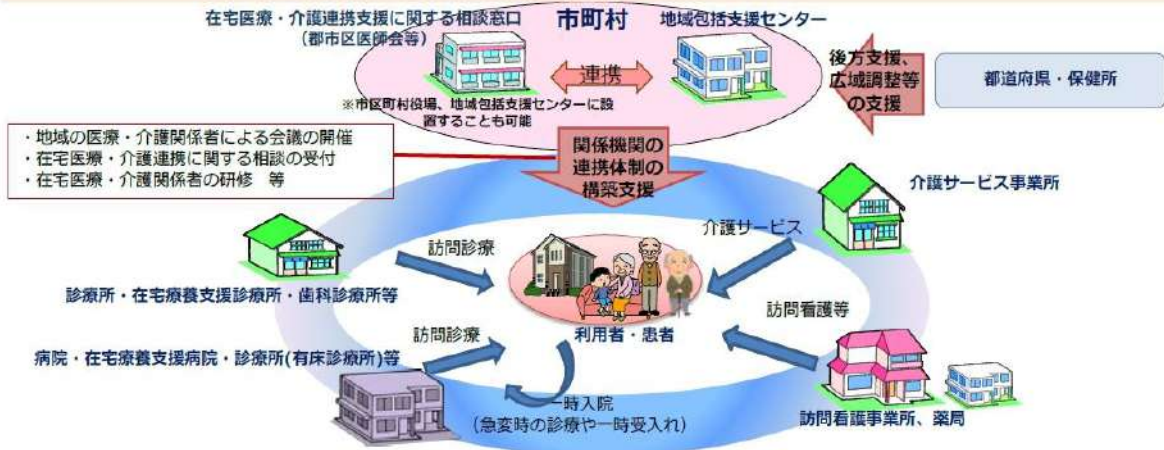 在宅医療・介護連携支援に関する相談窓口
（郡市区医師会等）
市町村
地域包括支援センター
連携
※市区町村役場、地域包括支援センターに設
置することも可能
後方支援、
広域調整等
の支援
都道府県・保健所
・地域の医療・介護関係者による会議の開催
・在宅医療・介護連携に関する相談の受付
・在宅医療・介護関係者の研修 等
関係機関の
連携体制の
構築支援
介護サービス事業所
介護サービス
訪問診療
診療所・在宅療養支援診療所・歯科診療所等
訪問看護等
利用者・患者
訪問診療
病院・在宅療養支援病院・診療所(有床診療所)等
一時入院
（急変時の診療や一時受入れ）
訪問看護事業所、薬局